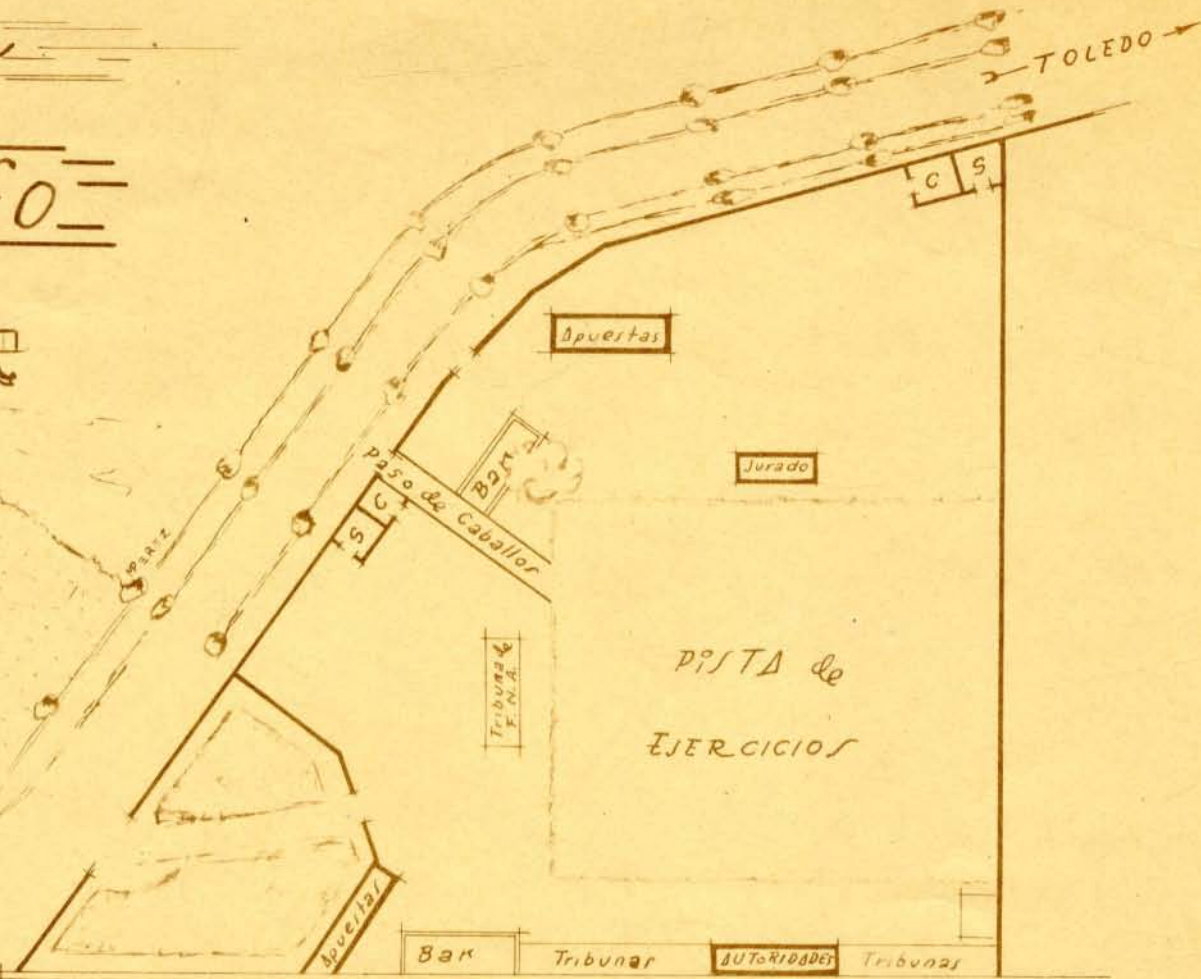 TOLEDO
O
C S
Apuestas
Jurado
Bar
Paso de Caballos
S C
Tribuna de
F. N. A.
PISTA de
EJERCICIOS
Apuestas
Bar
Tribunas
AUTORIDADES
Tribunas